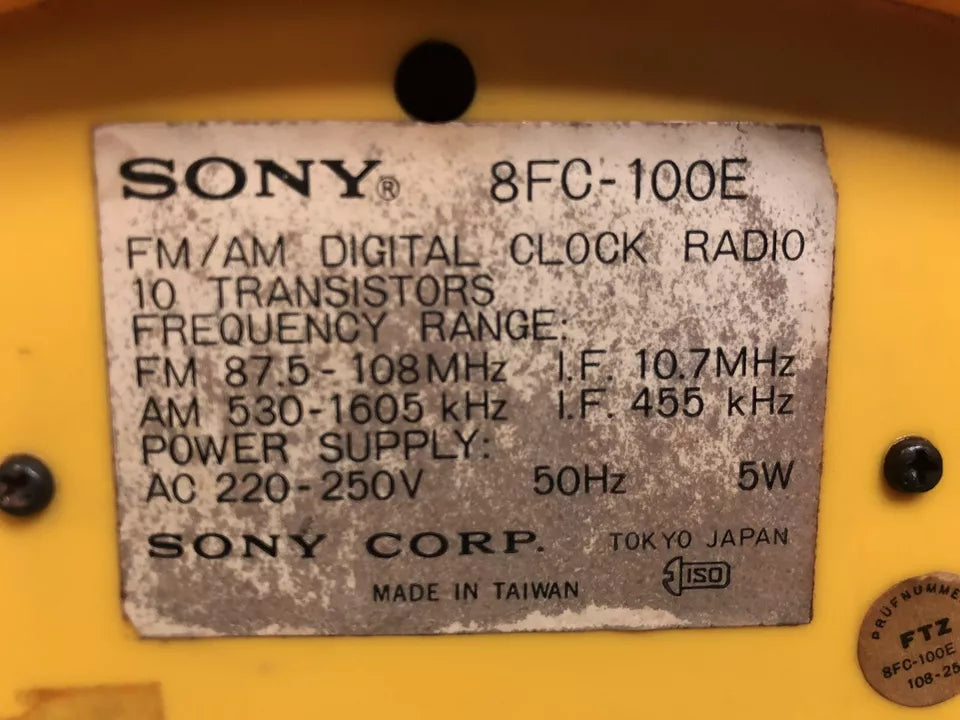 SONY® 8FC-100E
FM/AM DIGITAL CLOCK RADIO
10 TRANSISTORS
FREQUENCY RANGE:
FM 87.5-108MHz I.F. 10.7MHz
AM 530-1605 kHz I.F. 455 kHz
POWER SUPPLY:
AC 220-250V 50Hz 5W
SONY CORP. TOKYO JAPAN
ISO
MADE IN TAIWAN
FTZ
8FC-100E